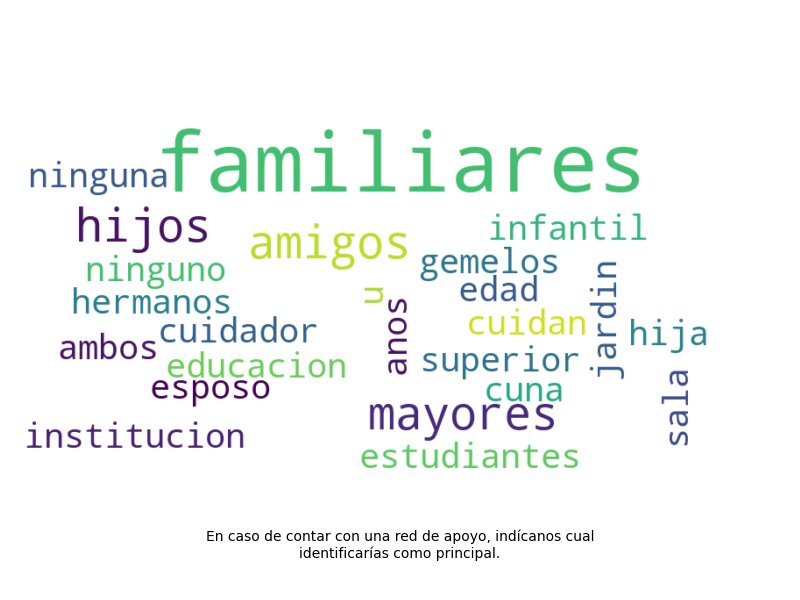 familiares
ninguna
hijos
amigos
infantil
ninguno
gemelos
hermanos
u
edad
anos
jardin
cuidador
cuidan
hija
ambos
educacion
superior
esposo
cuna
sala
mayores
institucion
estudiantes
En caso de contar con una red de apoyo, indícanos cual
identificarías como principal.